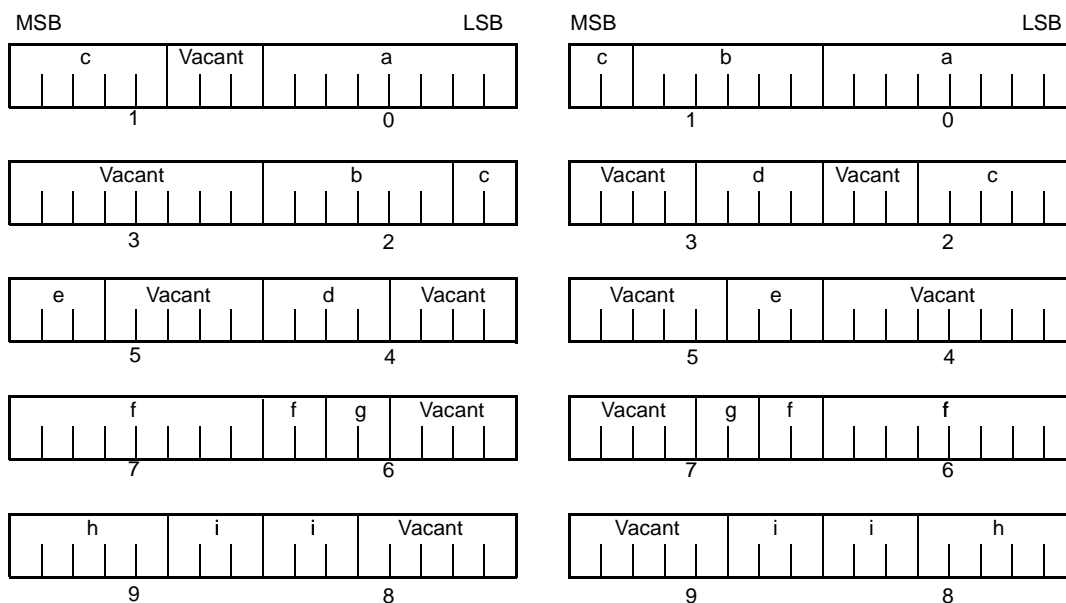 MSB LSB MSB LSB
c Vacant a c b a
1 0 1 0
Vacant b c Vacant d Vacant c
3 2 3 2
e Vacant d Vacant Vacant e Vacant
5 4 5 4
f f g Vacant Vacant g f f
7 6 7 6
h i i Vacant Vacant i i h
9 8 9 8